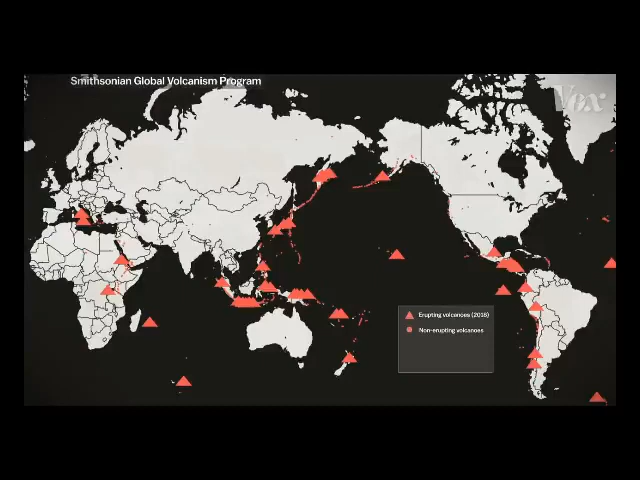 Smithsonian Global Volcanism Program
Vox
Erupting volcanoes (2018)
Non-erupting volcanoes